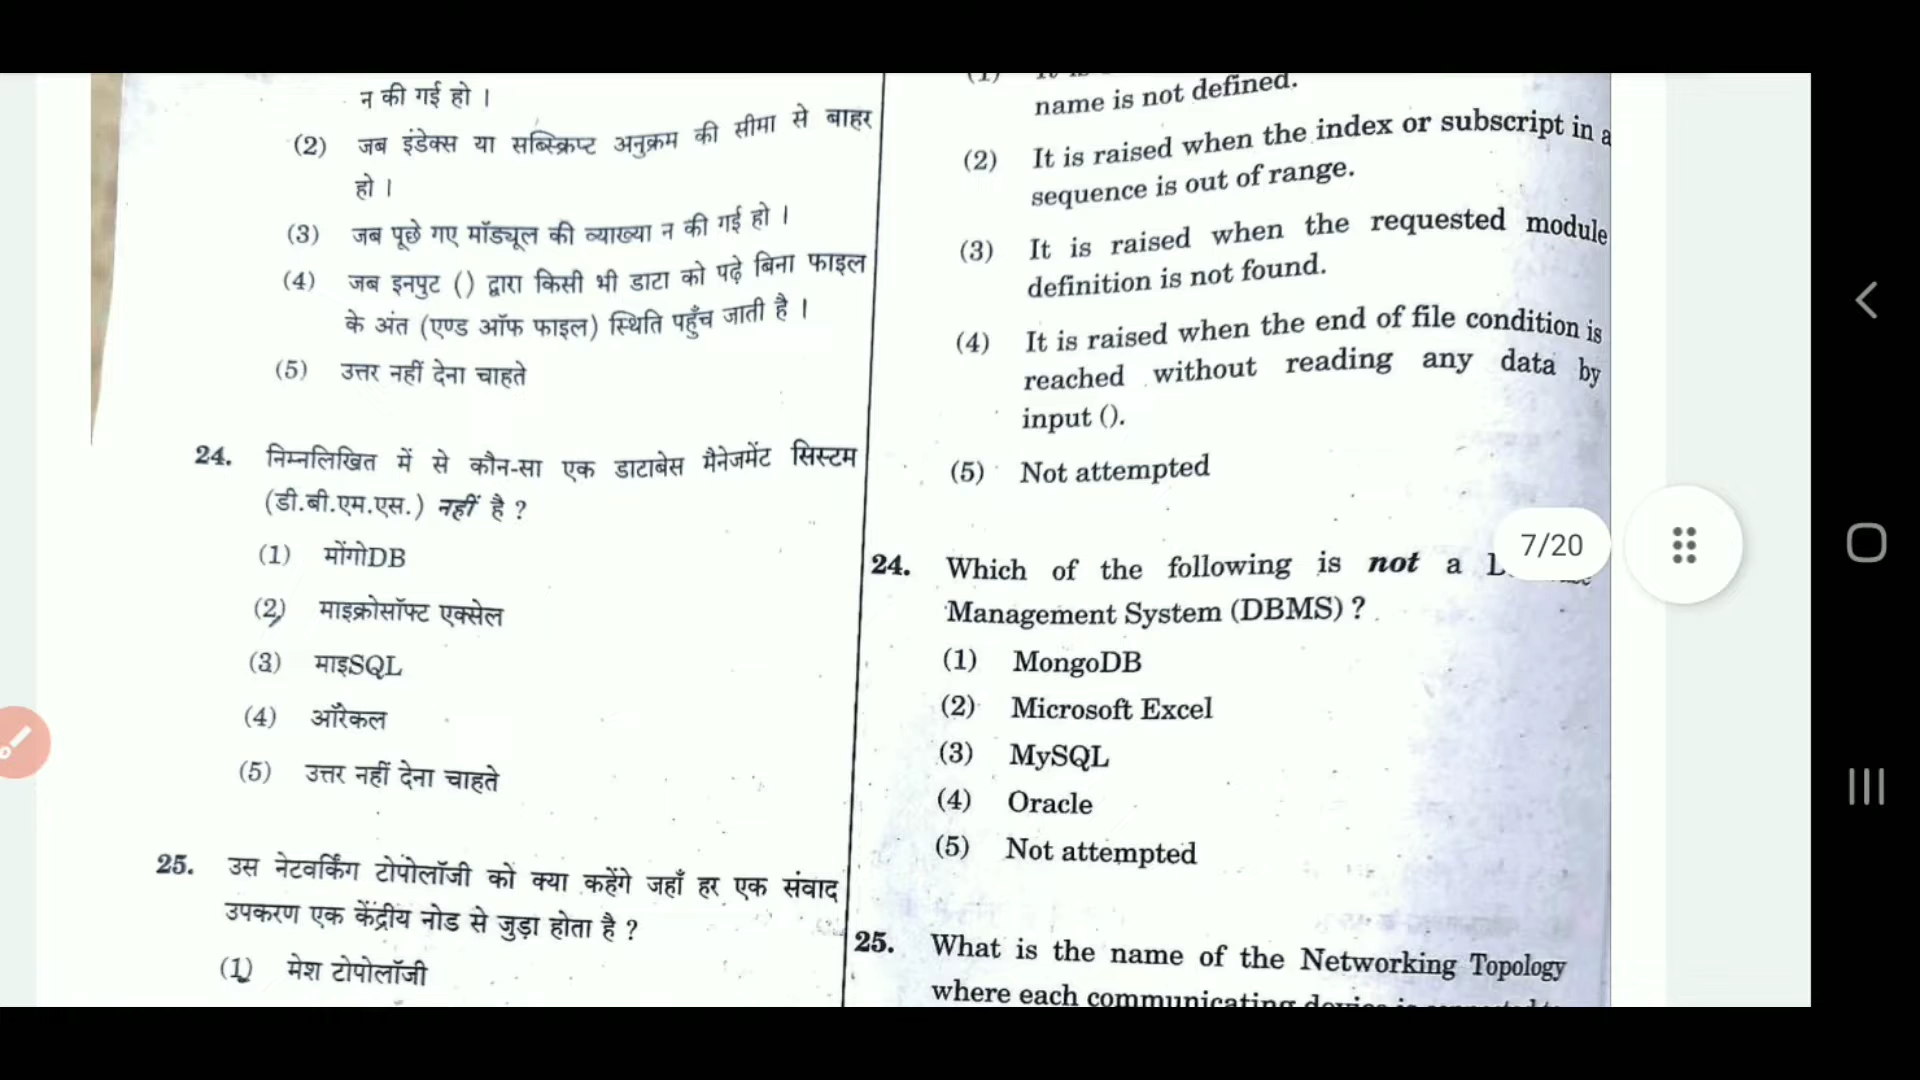 न की गई हो ।
(2) जब इंडेक्स या सब्स्क्रिप्ट अनुक्रम की सीमा से बाहर
हो ।
(3) जब पूछे गए मॉड्यूल की व्याख्या न की गई हो ।
(4) जब इनपुट () द्वारा किसी भी डाटा को पढ़े बिना फाइल
के अंत (एण्ड ऑफ फाइल) स्थिति पहुँच जाती है ।
(5) उत्तर नहीं देना चाहते
24. निम्नलिखित में से कौन-सा एक डाटाबेस मैनेजमेंट सिस्टम
(डी.बी.एम.एस.) नहीं है ?
(1) मोंगोDB
(2) माइक्रोसॉफ्ट एक्सेल
(3) माइSQL
(4) ऑरेकल
(5) उत्तर नहीं देना चाहते
25. उस नेटवर्किंग टोपोलॉजी को क्या कहेंगे जहाँ हर एक संवाद
उपकरण एक केंद्रीय नोड से जुड़ा होता है ?
(1) मेश टोपोलॉजी
(1)
name is not defined.
(2) It is raised when the index or subscript in a
sequence is out of range.
(3) It is raised when the requested module
definition is not found.
(4) It is raised when the end of file condition is
reached without reading any data by
input ().
(5) Not attempted
24. Which of the following is not a
Management System (DBMS) ?
(1) MongoDB
(2) Microsoft Excel
(3) MySQL
(4) Oracle
(5) Not attempted
25. What is the name of the Networking Topology
where each communicating device is connected
7/20